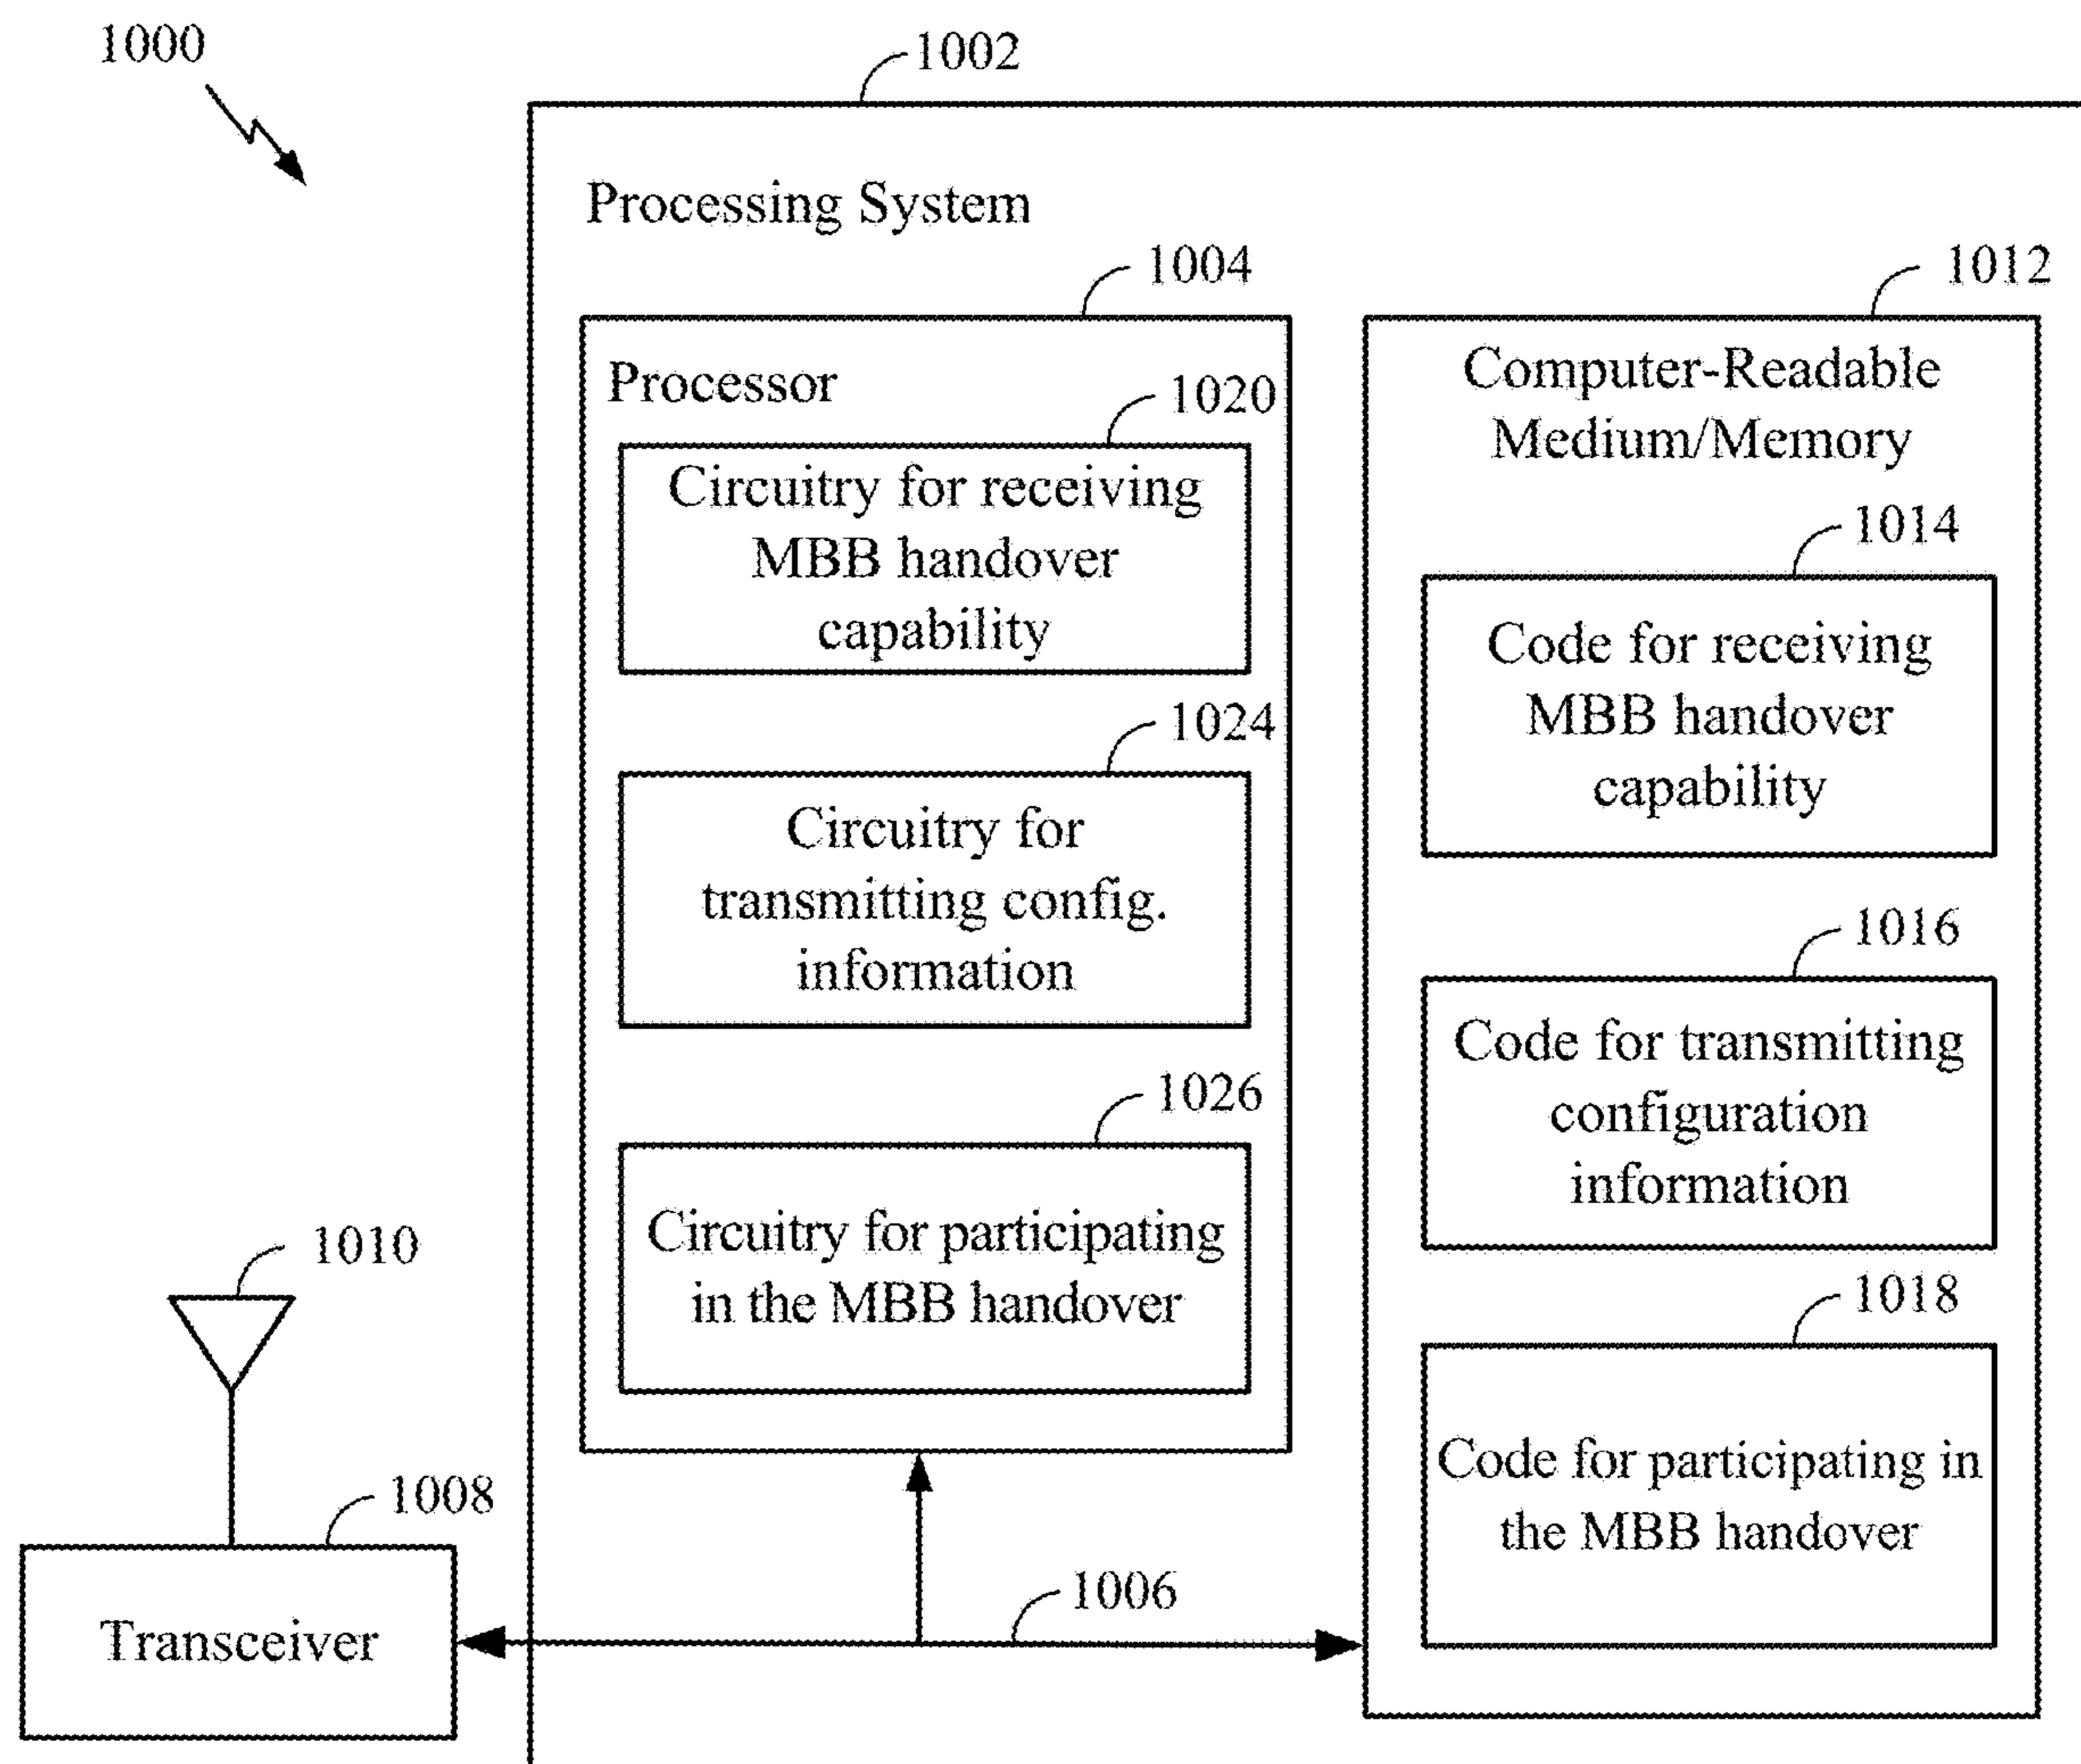 1000
1002
Processing System
1004
1012
Processor
1020
Circuitry for receiving
MBB handover
capability
1024
Circuitry for
transmitting config.
information
1026
Circuitry for participating
in the MBB handover
Computer-Readable
Medium/Memory
1014
Code for receiving
MBB handover
capability
1016
Code for transmitting
configuration
information
1018
Code for participating in
the MBB handover
1010
1008
Transceiver
1006